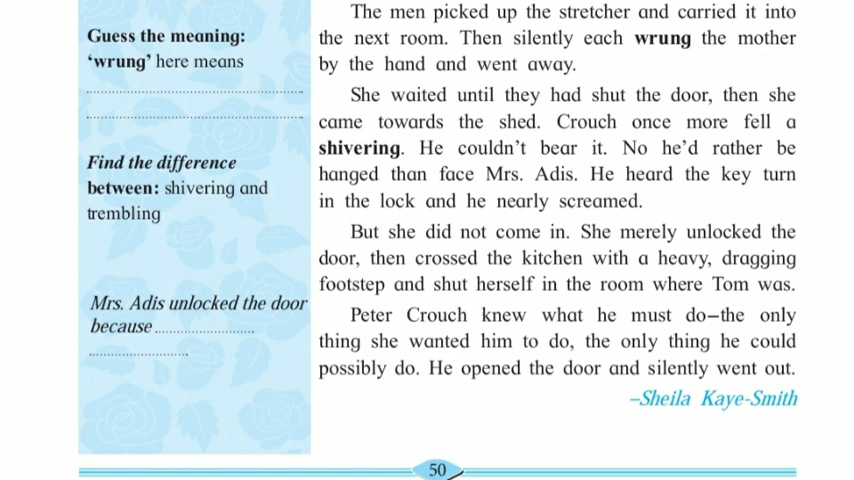 Guess the meaning:
‘wrung’ here means
Find the difference
between: shivering and
trembling
Mrs. Adis unlocked the door
because
The men picked up the stretcher and carried it into
the next room. Then silently each wrung the mother
by the hand and went away.
She waited until they had shut the door, then she
came towards the shed. Crouch once more fell a
shivering. He couldn’t bear it. No he’d rather be
hanged than face Mrs. Adis. He heard the key turn
in the lock and he nearly screamed.
But she did not come in. She merely unlocked the
door, then crossed the kitchen with a heavy, dragging
footstep and shut herself in the room where Tom was.
Peter Crouch knew what he must do–the only
thing she wanted him to do, the only thing he could
possibly do. He opened the door and silently went out.
–Sheila Kaye-Smith
50